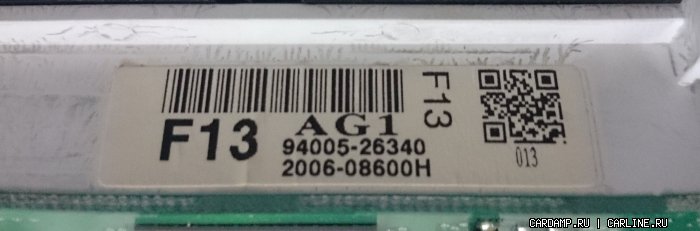 AG1
F13
F13
94005-26340
2006-08600H
013
CARDAMP.RU | CARLINE.RU